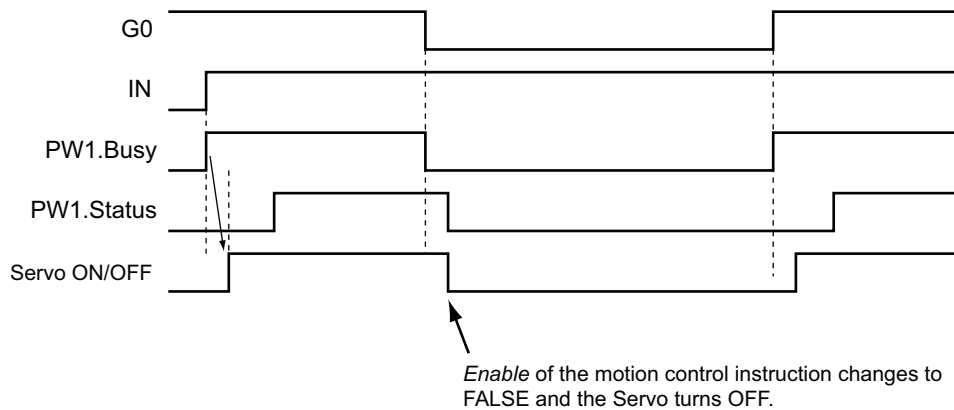 G0
IN
PW1.Busy
PW1.Status
Servo ON/OFF
Enable of the motion control instruction changes to
FALSE and the Servo turns OFF.